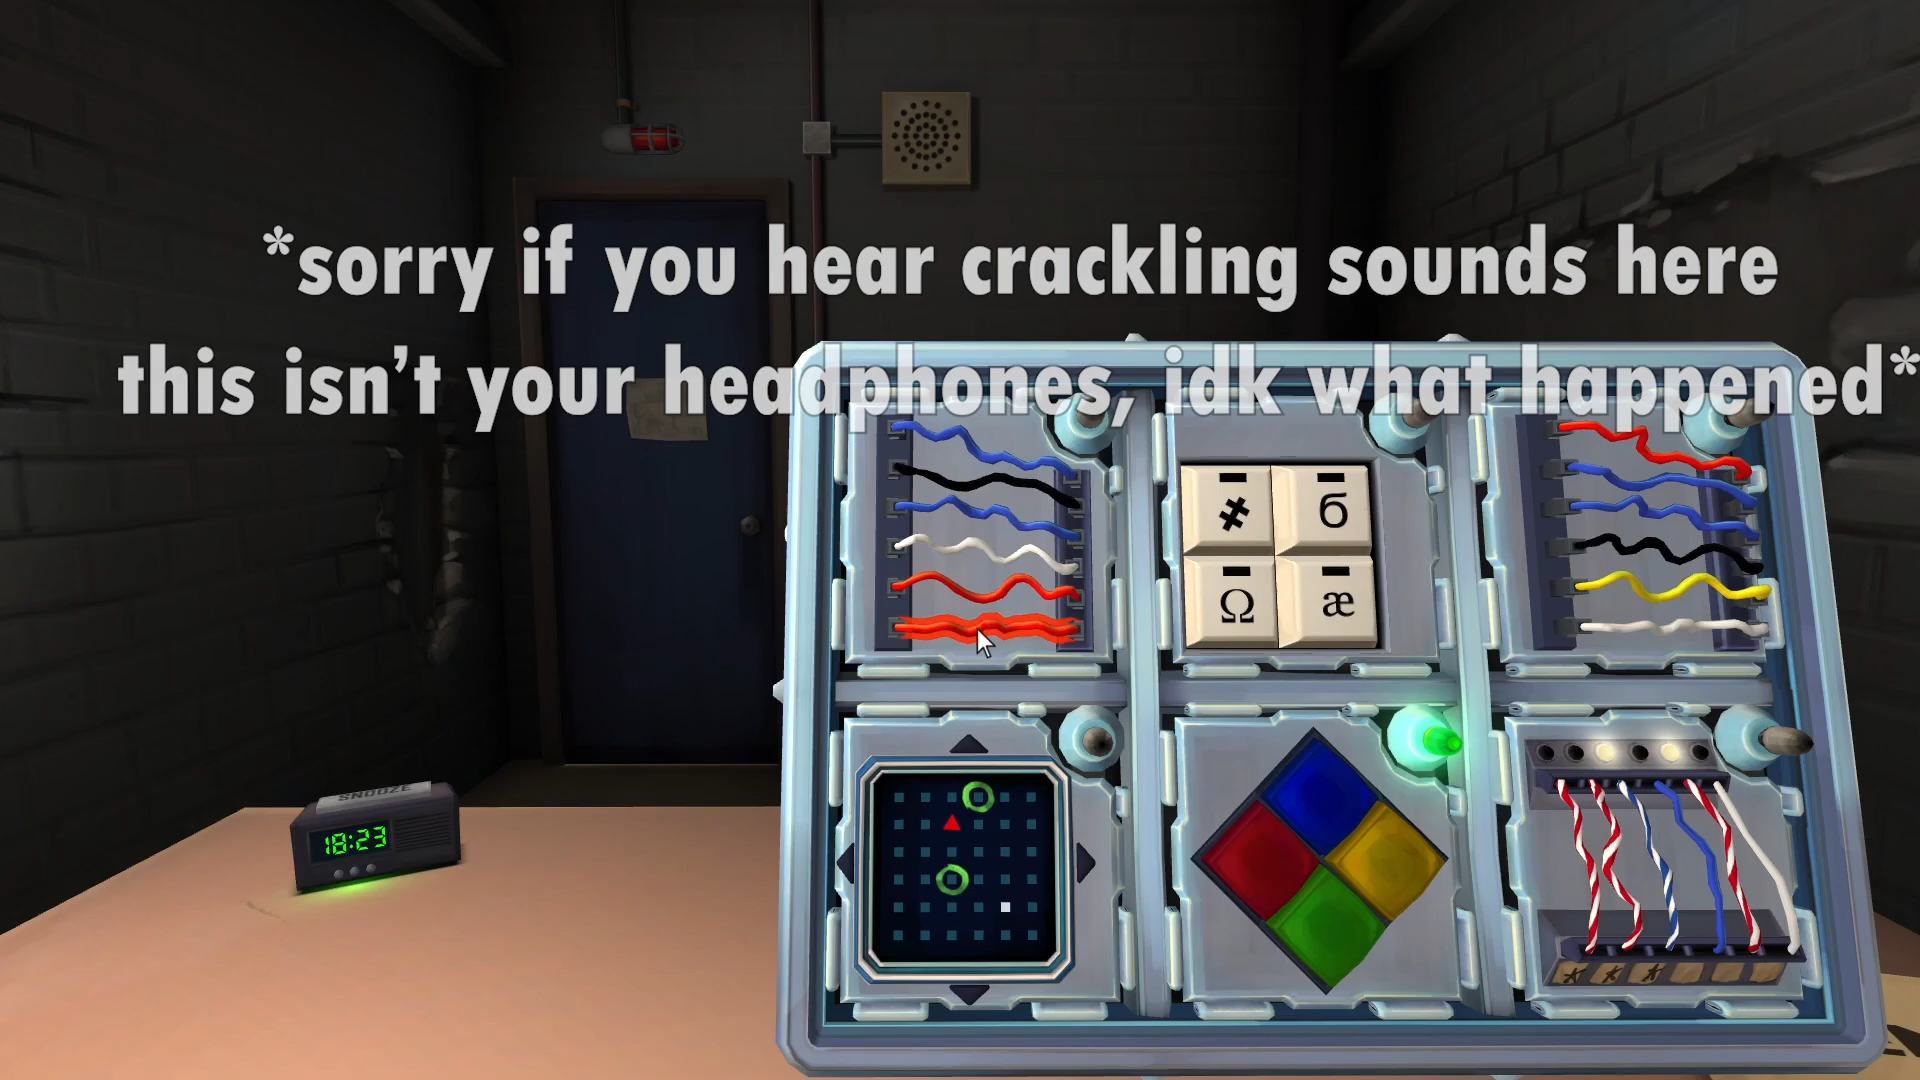 *sorry if you hear crackling sounds here
this isn't your headphones, idk what happened*
б
Ω æ
SNOOZE
18:23